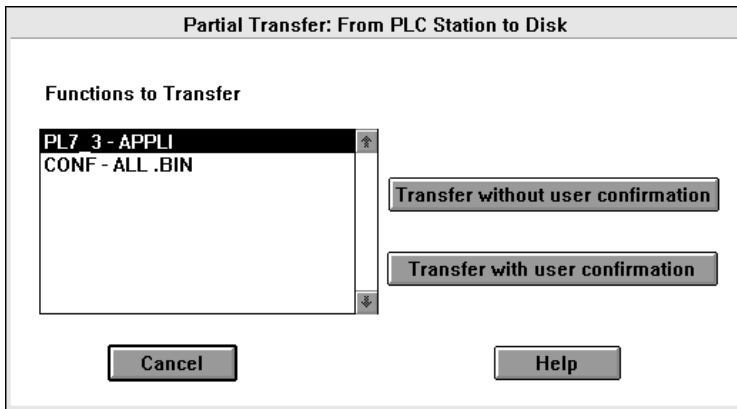 Partial Transfer: From PLC Station to Disk
Functions to Transfer
PL7_3 - APPLI
CONF - ALL .BIN
Transfer without user confirmation
Transfer with user confirmation
Cancel
Help